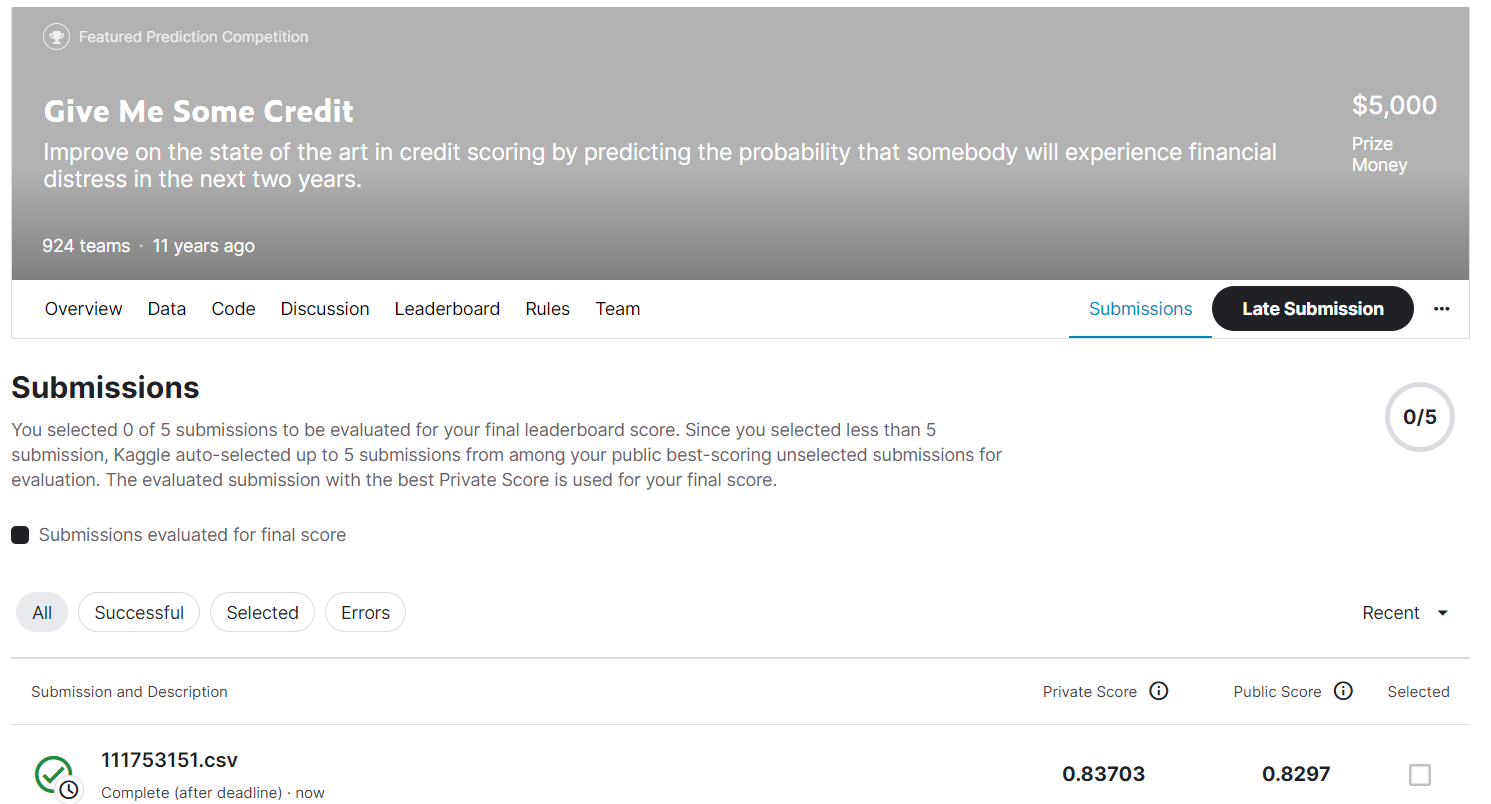 Featured Prediction Competition
Give Me Some Credit
$5,000
Improve on the state of the art in credit scoring by predicting the probability that somebody will experience financial
distress in the next two years.
Prize
Money
924 teams · 11 years ago
Overview Data Code Discussion Leaderboard Rules Team Submissions Late Submission ...
Submissions
0/5
You selected 0 of 5 submissions to be evaluated for your final leaderboard score. Since you selected less than 5
submission, Kaggle auto-selected up to 5 submissions from among your public best-scoring unselected submissions for
evaluation. The evaluated submission with the best Private Score is used for your final score.
Submissions evaluated for final score
All Successful Selected Errors Recent
Submission and Description Private Score Public Score Selected
111753151.csv
0.83703 0.8297
Complete (after deadline) · now